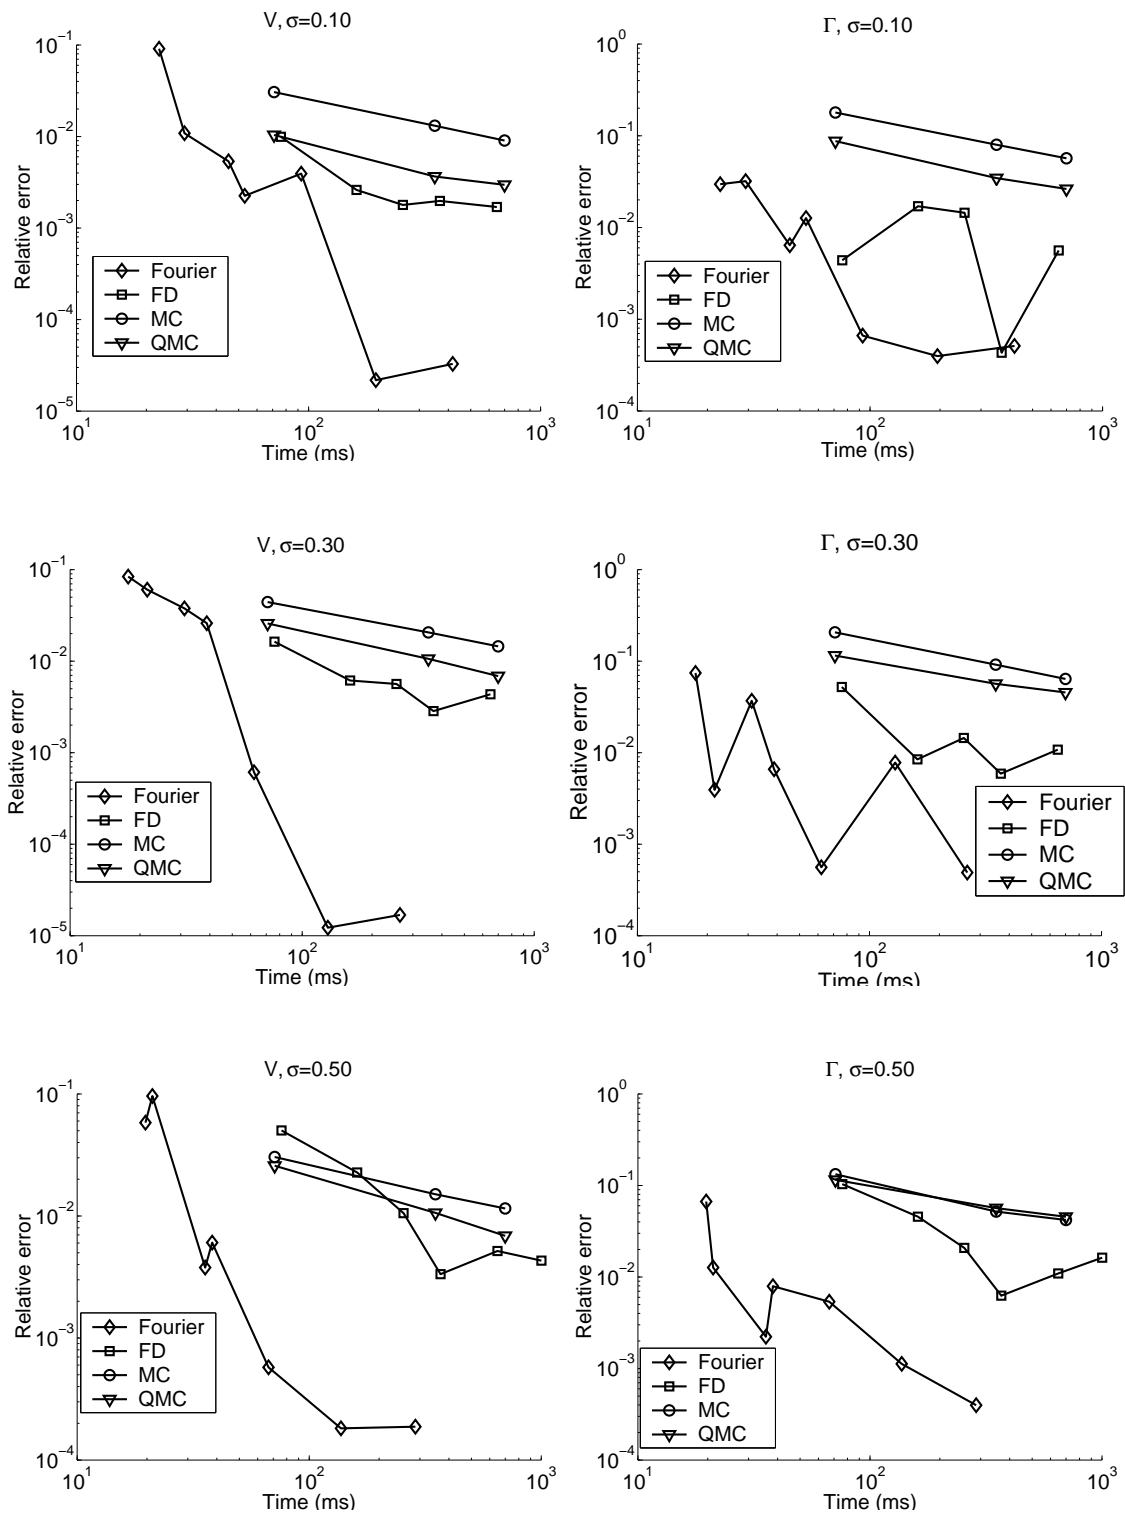 V, σ=0.10
10^-1
10^-2
10^-3
10^-4
10^-5
Relative error
Fourier
FD
MC
QMC
10^1
10^2
10^3
Time (ms)
Γ, σ=0.10
10^0
10^-1
10^-2
10^-3
10^-4
Relative error
Fourier
FD
MC
QMC
10^1
10^2
10^3
Time (ms)
V, σ=0.30
10^-1
10^-2
10^-3
10^-4
10^-5
Relative error
Fourier
FD
MC
QMC
10^1
10^2
10^3
Time (ms)
Γ, σ=0.30
10^0
10^-1
10^-2
10^-3
10^-4
Relative error
Fourier
FD
MC
QMC
10^1
10^2
10^3
Time (ms)
V, σ=0.50
10^-1
10^-2
10^-3
10^-4
Relative error
Fourier
FD
MC
QMC
10^1
10^2
10^3
Time (ms)
Γ, σ=0.50
10^0
10^-1
10^-2
10^-3
10^-4
Relative error
Fourier
FD
MC
QMC
10^1
10^2
10^3
Time (ms)